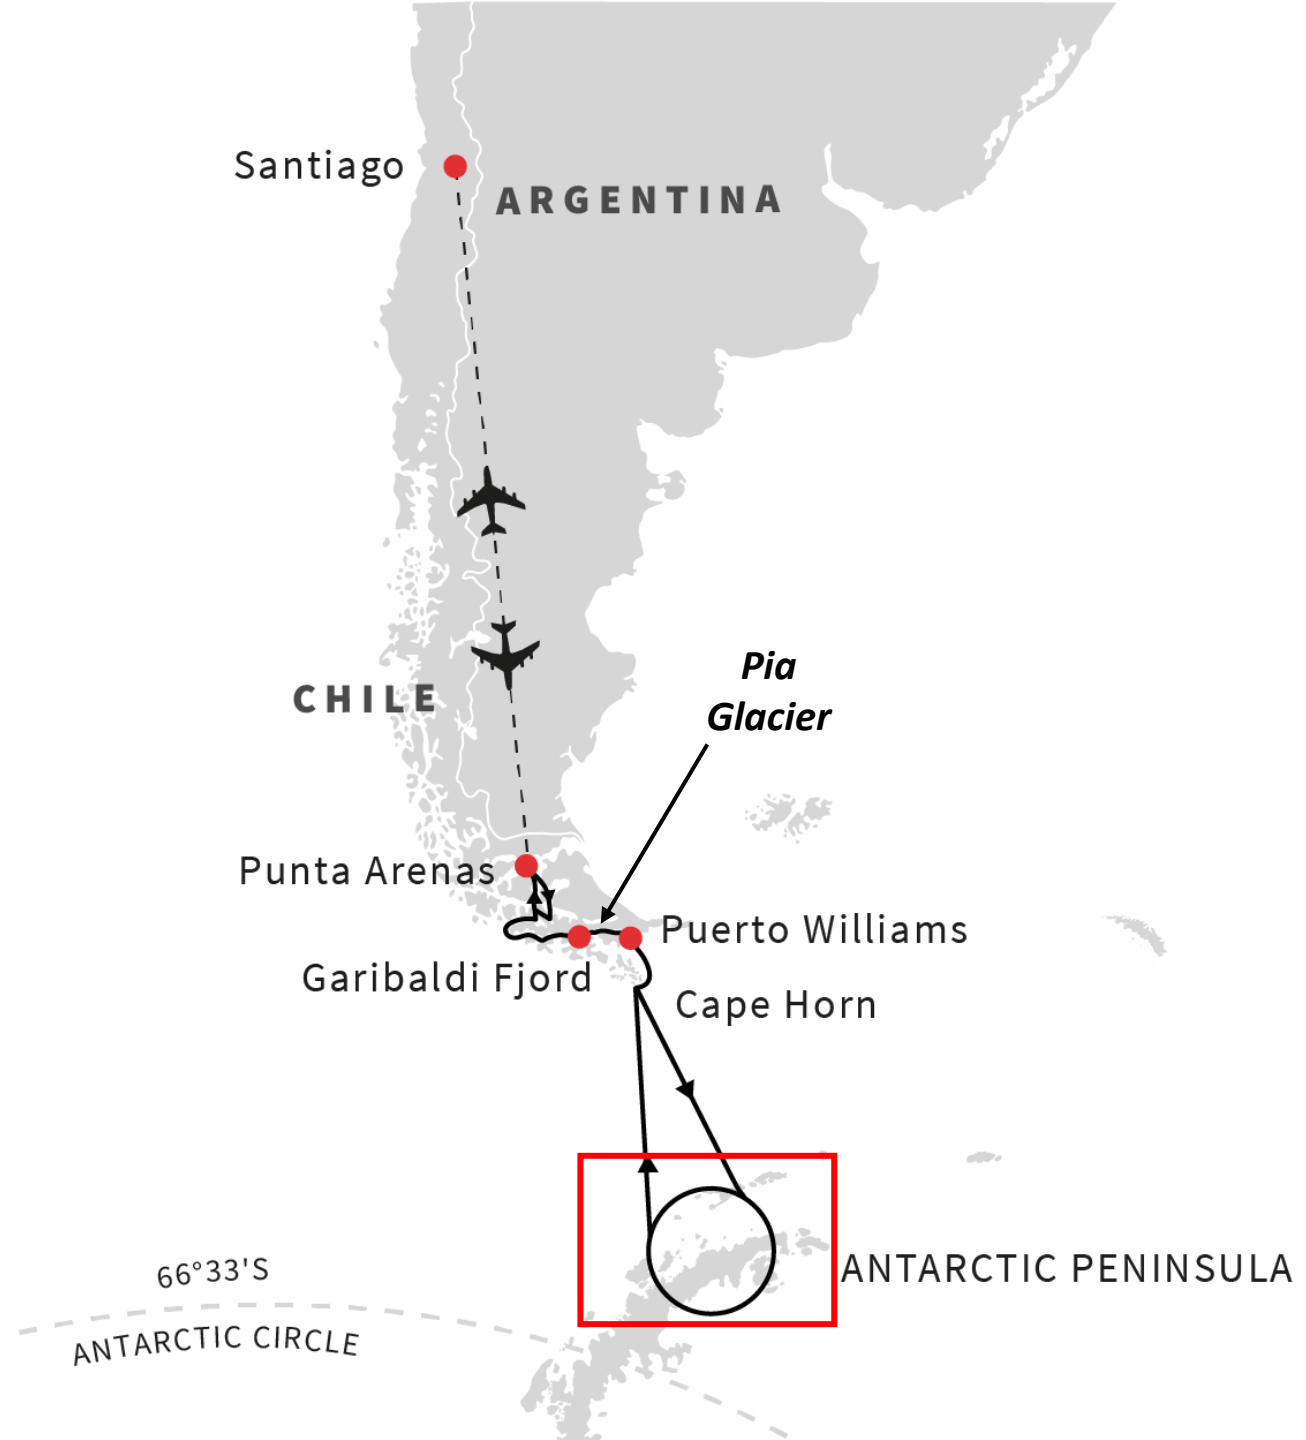 Santiago
ARGENTINA
Pia
Glacier
CHILE
Punta Arenas
Puerto Williams
Garibaldi Fjord
Cape Horn
66°33'S
ANTARCTIC PENINSULA
ANTARCTIC CIRCLE